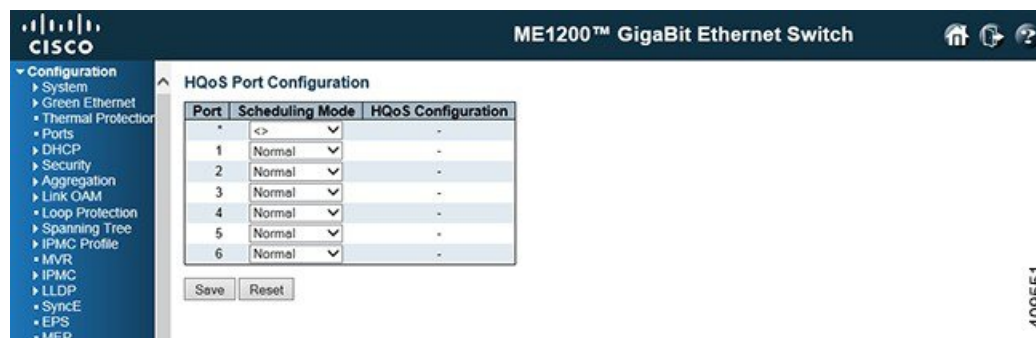 CISCO
ME1200™ GigaBit Ethernet Switch
Configuration
System
Green Ethernet
Thermal Protection
Ports
DHCP
Security
Aggregation
Link OAM
Loop Protection
Spanning Tree
IPMC Profile
MVR
IPMC
LLDP
SyncE
EPS
MEP
HQoS Port Configuration
Port Scheduling Mode HQoS Configuration
* <> -
1 Normal -
2 Normal -
3 Normal -
4 Normal -
5 Normal -
6 Normal -
Save Reset